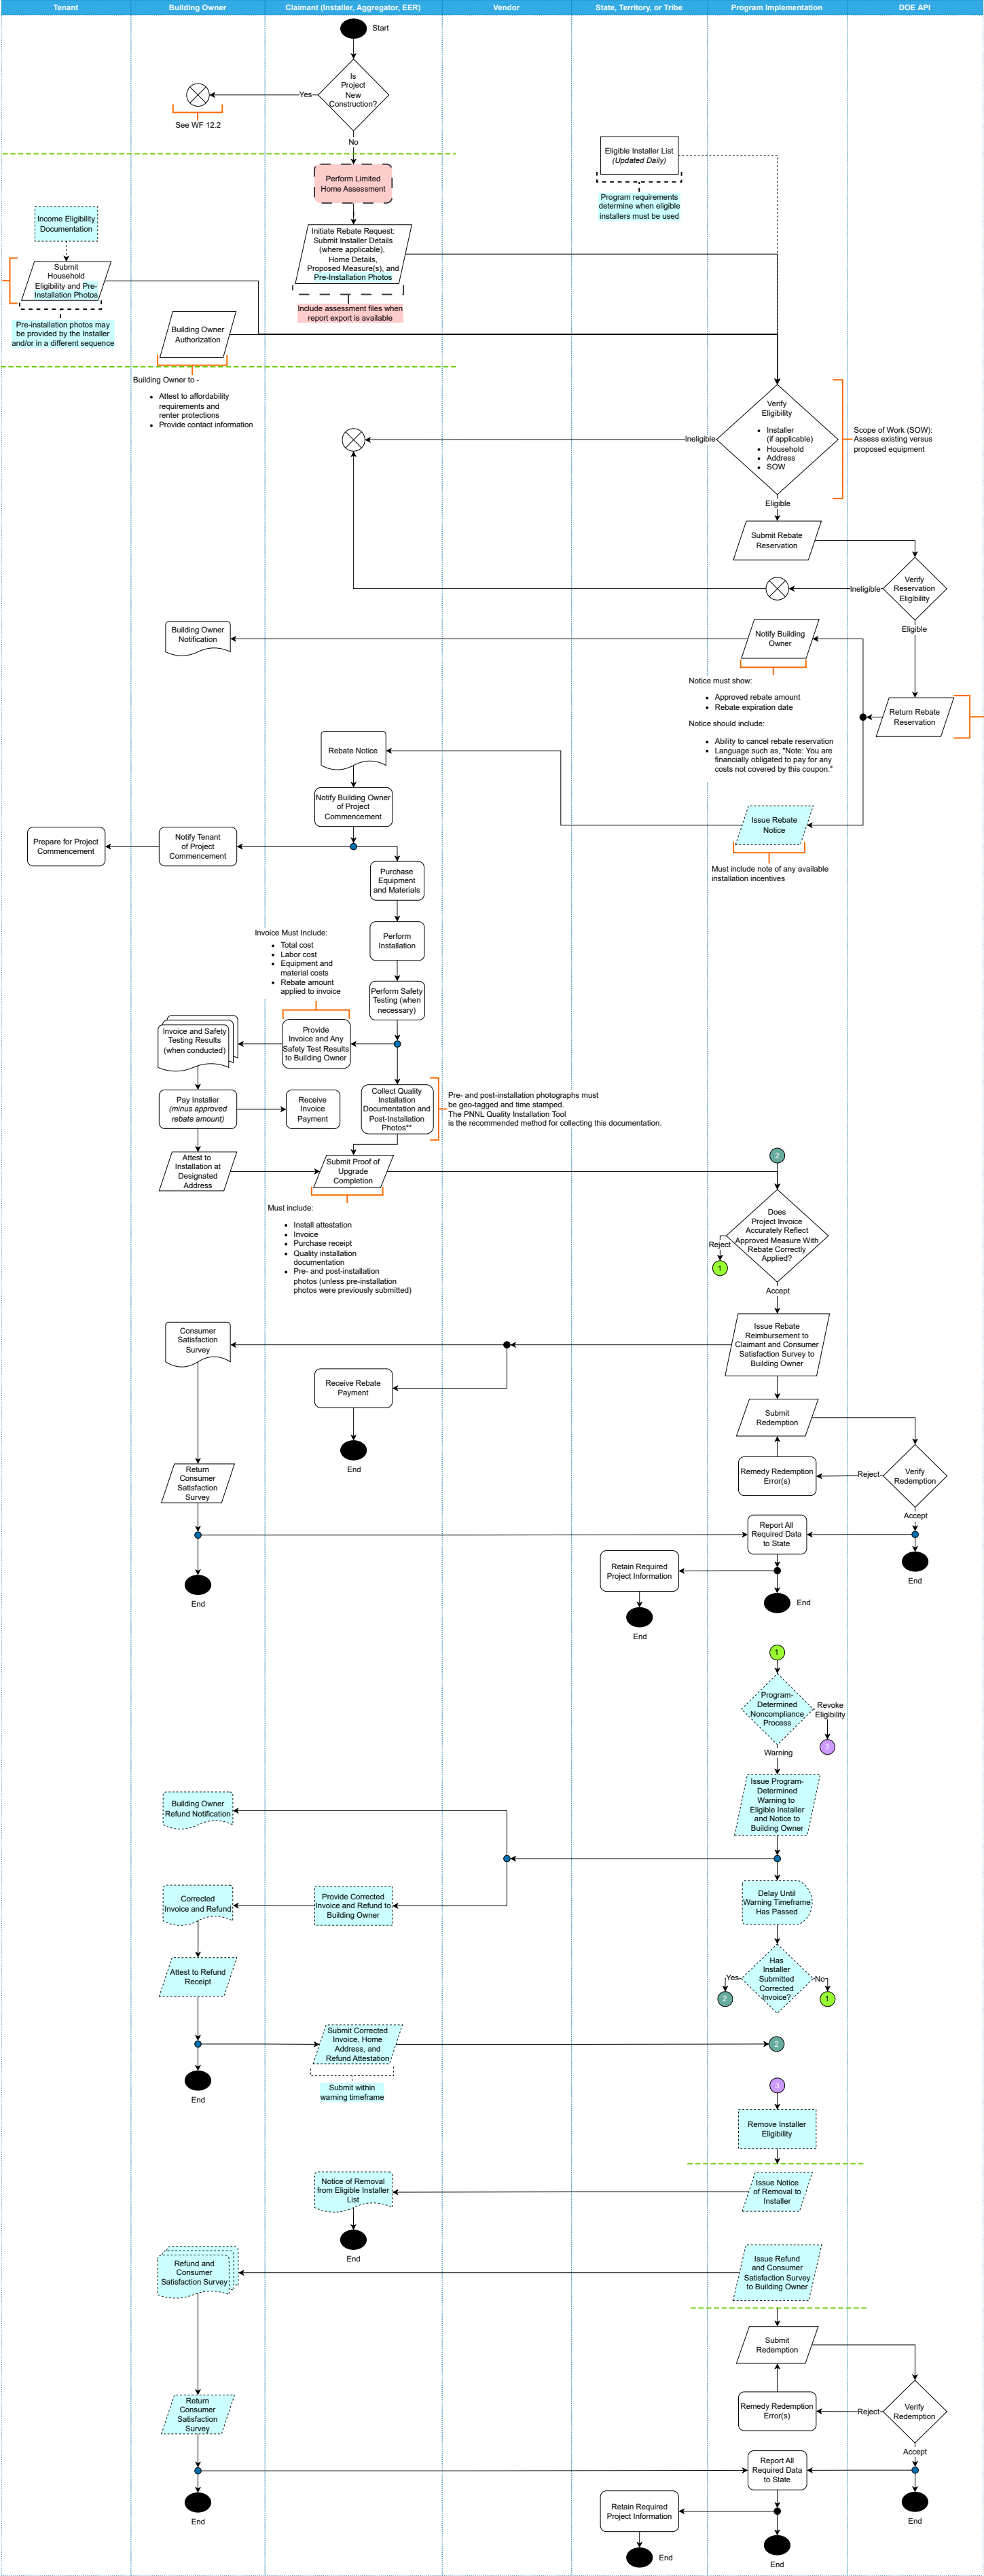 Tenant
Building Owner
Claimant (Installer, Aggregator, EER)
Vendor
State, Territory, or Tribe
Program Implementation
DOE API
Start
Is
Project
New
Construction?
Yes
See WF 12.2
No
Perform Limited
Home Assessment
Eligible Installer List
(Updated Daily)
Program requirements
determine when eligible
installers must be used
Income Eligibility
Documentation
Submit
Household
Eligibility and Pre-
Installation Photos
Pre-installation photos may
be provided by the Installer
and/or in a different sequence
Initiate Rebate Request:
Submit Installer Details
(where applicable),
Home Details,
Proposed Measure(s), and
Pre-Installation Photos
Include assessment files when
report export is available
Building Owner
Authorization
Building Owner to -
• Attest to affordability
requirements and
renter protections
• Provide contact information
Verify
Eligibility
• Installer
(if applicable)
• Household
• Address
• SOW
Ineligible
Scope of Work (SOW):
Assess existing versus
proposed equipment
Eligible
Submit Rebate
Reservation
Verify
Reservation
Eligibility
Ineligible
Eligible
Building Owner
Notification
Notify Building
Owner
Notice must show:
• Approved rebate amount
• Rebate expiration date
Notice should include:
• Ability to cancel rebate reservation
• Language such as, "Note: You are
financially obligated to pay for any
costs not covered by this coupon."
Return Rebate
Reservation
Rebate Notice
Notify Building Owner
of Project
Commencement
Issue Rebate
Notice
Must include note of any available
installation incentives
Prepare for Project
Commencement
Notify Tenant
of Project
Commencement
Purchase
Equipment
and Materials
Perform
Installation
Invoice Must Include:
• Total cost
• Labor cost
• Equipment and
material costs
• Rebate amount
applied to invoice
Perform Safety
Testing (when
necessary)
Invoice and Safety
Testing Results
(when conducted)
Provide
Invoice and Any
Safety Test Results
to Building Owner
Pay Installer
(minus approved
rebate amount)
Receive
Invoice
Payment
Collect Quality
Installation
Documentation and
Post-Installation
Photos**
Pre- and post-installation photographs must
be geo-tagged and time stamped.
The PNNL Quality Installation Tool
is the recommended method for collecting this documentation.
Attest to
Installation at
Designated
Address
Submit Proof of
Upgrade
Completion
Must include:
• Install attestation
• Invoice
• Purchase receipt
• Quality installation
documentation
• Pre- and post-installation
photos (unless pre-installation
photos were previously submitted)
2
Does
Project Invoice
Accurately Reflect
Approved Measure With
Rebate Correctly
Applied?
Reject
1
Accept
Consumer
Satisfaction
Survey
Issue Rebate
Reimbursement to
Claimant and Consumer
Satisfaction Survey to
Building Owner
Receive Rebate
Payment
End
Submit
Redemption
Return
Consumer
Satisfaction
Survey
Remedy Redemption
Error(s)
Reject
Verify
Redemption
Accept
Report All
Required Data
to State
Retain Required
Project Information
End
End
End
End
1
Program-
Determined
Noncompliance
Process
Revoke
Eligibility
3
Warning
Issue Program-
Determined
Warning to
Eligible Installer
and Notice to
Building Owner
Building Owner
Refund Notification
Corrected
Invoice and Refund
Provide Corrected
Invoice and Refund to
Building Owner
Delay Until
Warning Timeframe
Has Passed
Attest to Refund
Receipt
Has
Installer
Submitted
Corrected
Invoice?
Yes
No
2
1
Submit Corrected
Invoice, Home
Address, and
Refund Attestation
2
Submit within
warning timeframe
End
3
Remove Installer
Eligibility
Notice of Removal
from Eligible Installer
List
Issue Notice
of Removal to
Installer
End
Refund and
Consumer
Satisfaction Survey
Issue Refund
and Consumer
Satisfaction Survey
to Building Owner
Submit
Redemption
Return
Consumer
Satisfaction
Survey
Remedy Redemption
Error(s)
Reject
Verify
Redemption
Accept
Report All
Required Data
to State
Retain Required
Project Information
End
End
End
End